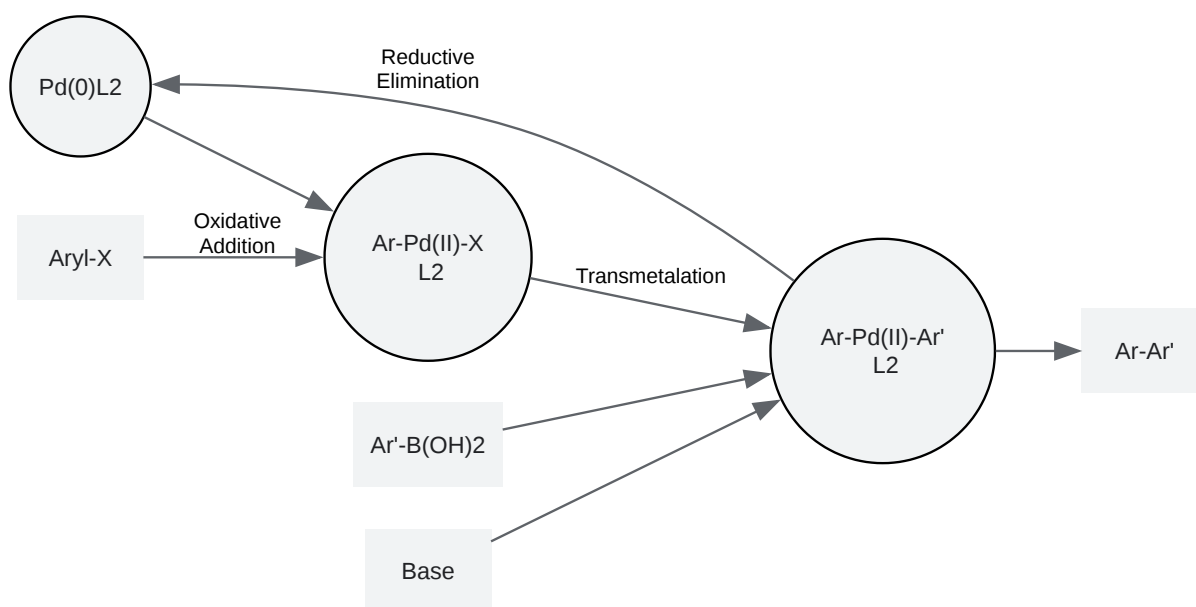 Reductive
Elimination
Pd(0)L2
Oxidative
Addition
Aryl-X
Ar-Pd(II)-X
L2
Transmetalation
Ar-Pd(II)-Ar'
L2
Ar-Ar'
Ar'-B(OH)2
Base